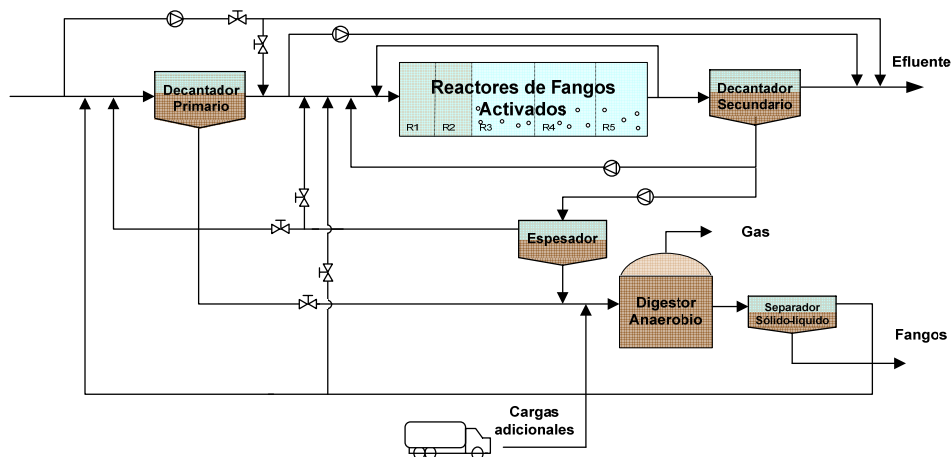 Efluente
Decantador
Primario
Reactores de Fangos
Activados
R1
R2
R3
R4
R5
Decantador
Secundario
Espesador
Gas
Digestor
Anaerobio
Separador
Sólido-líquido
Fangos
Cargas
adicionales